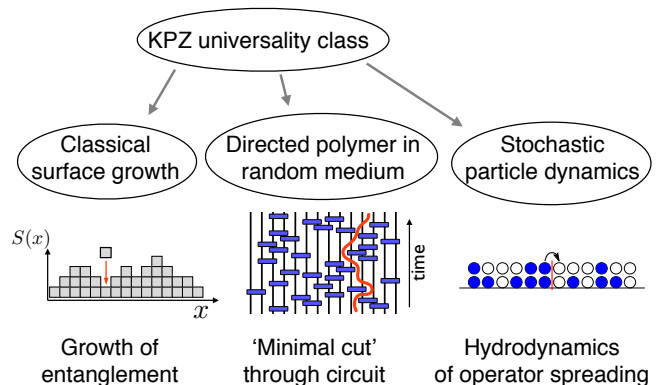 KPZ universality class
Classical
surface growth
Directed polymer in
random medium
Stochastic
particle dynamics
S(x)
x
time
Growth of
entanglement
'Minimal cut'
through circuit
Hydrodynamics
of operator spreading